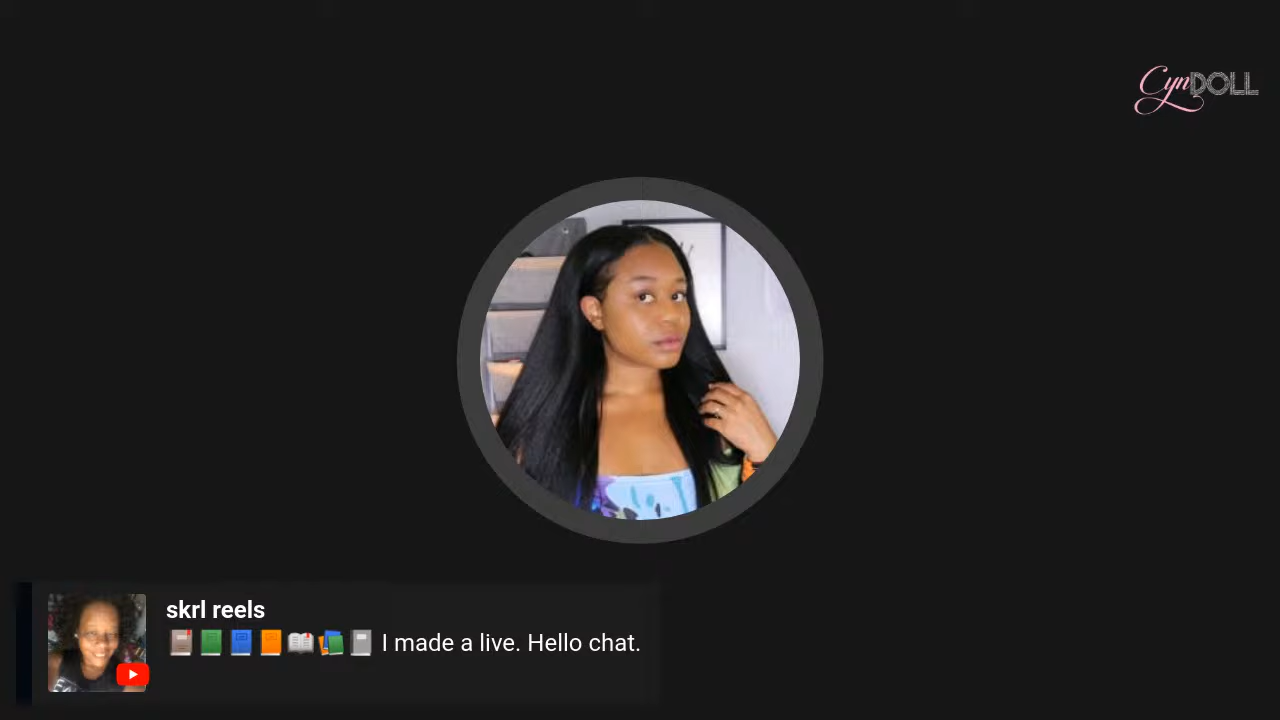 CynDOLL
skrl reels
📔📗📘📙📖📚📓 I made a live. Hello chat.